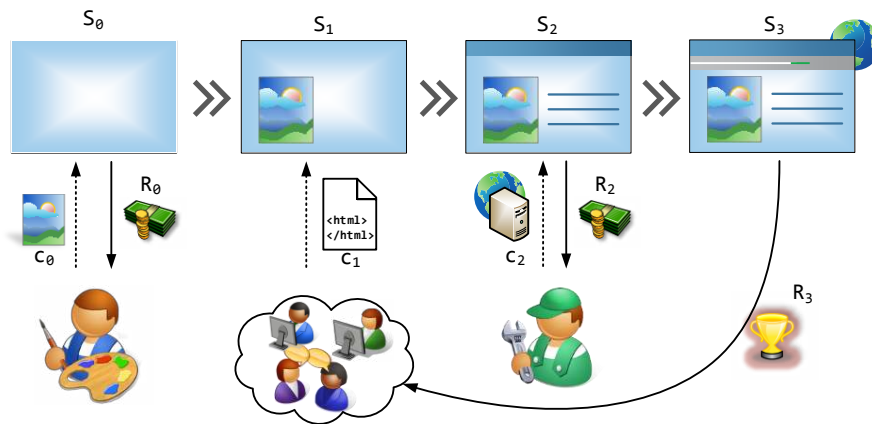 S₀
S₁
S₂
S₃
R₀
R₂
<html>
</html>
c₀
c₁
c₂
R₃